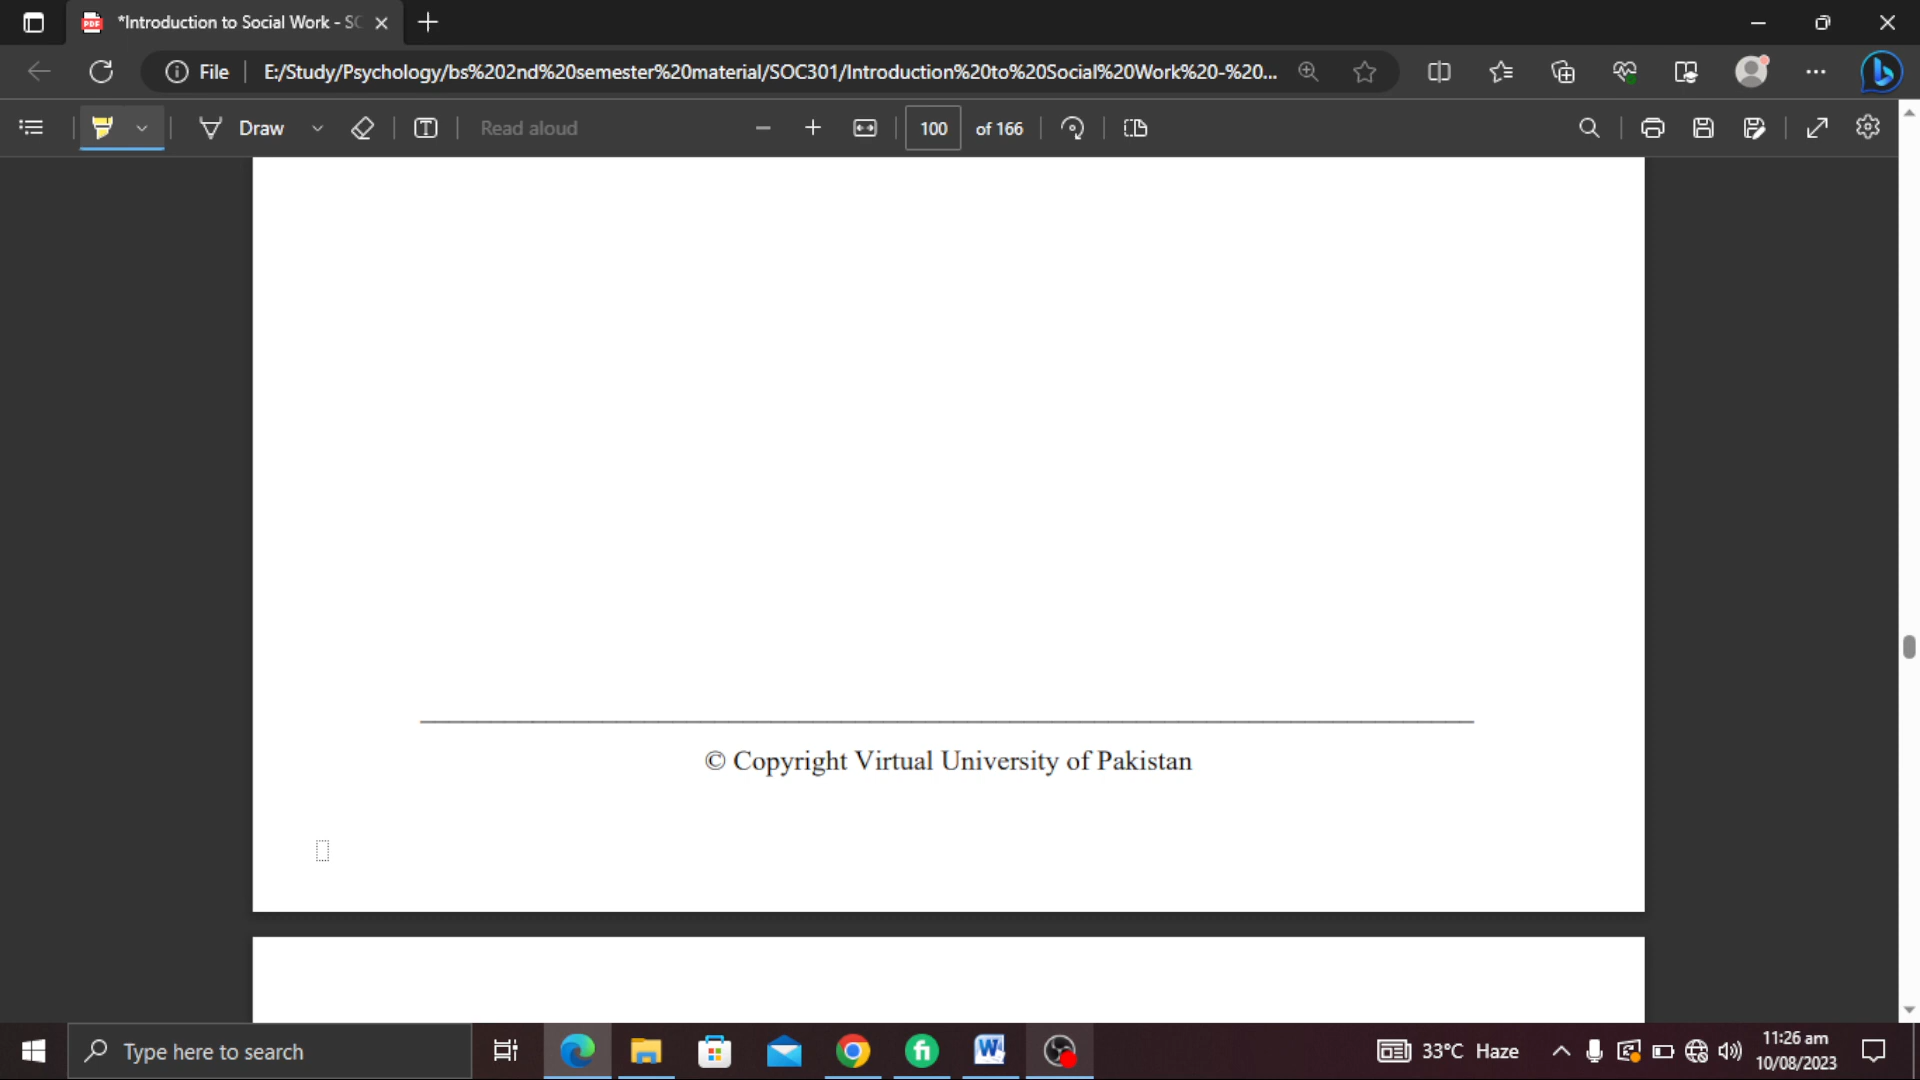 *Introduction to Social Work - SC
File
E:/Study/Psychology/bs%202nd%20semester%20material/SOC301/Introduction%20to%20Social%20Work%20-%20...
Draw
Read aloud
100
of 166
© Copyright Virtual University of Pakistan
Type here to search
33°C Haze
11:26 am
10/08/2023